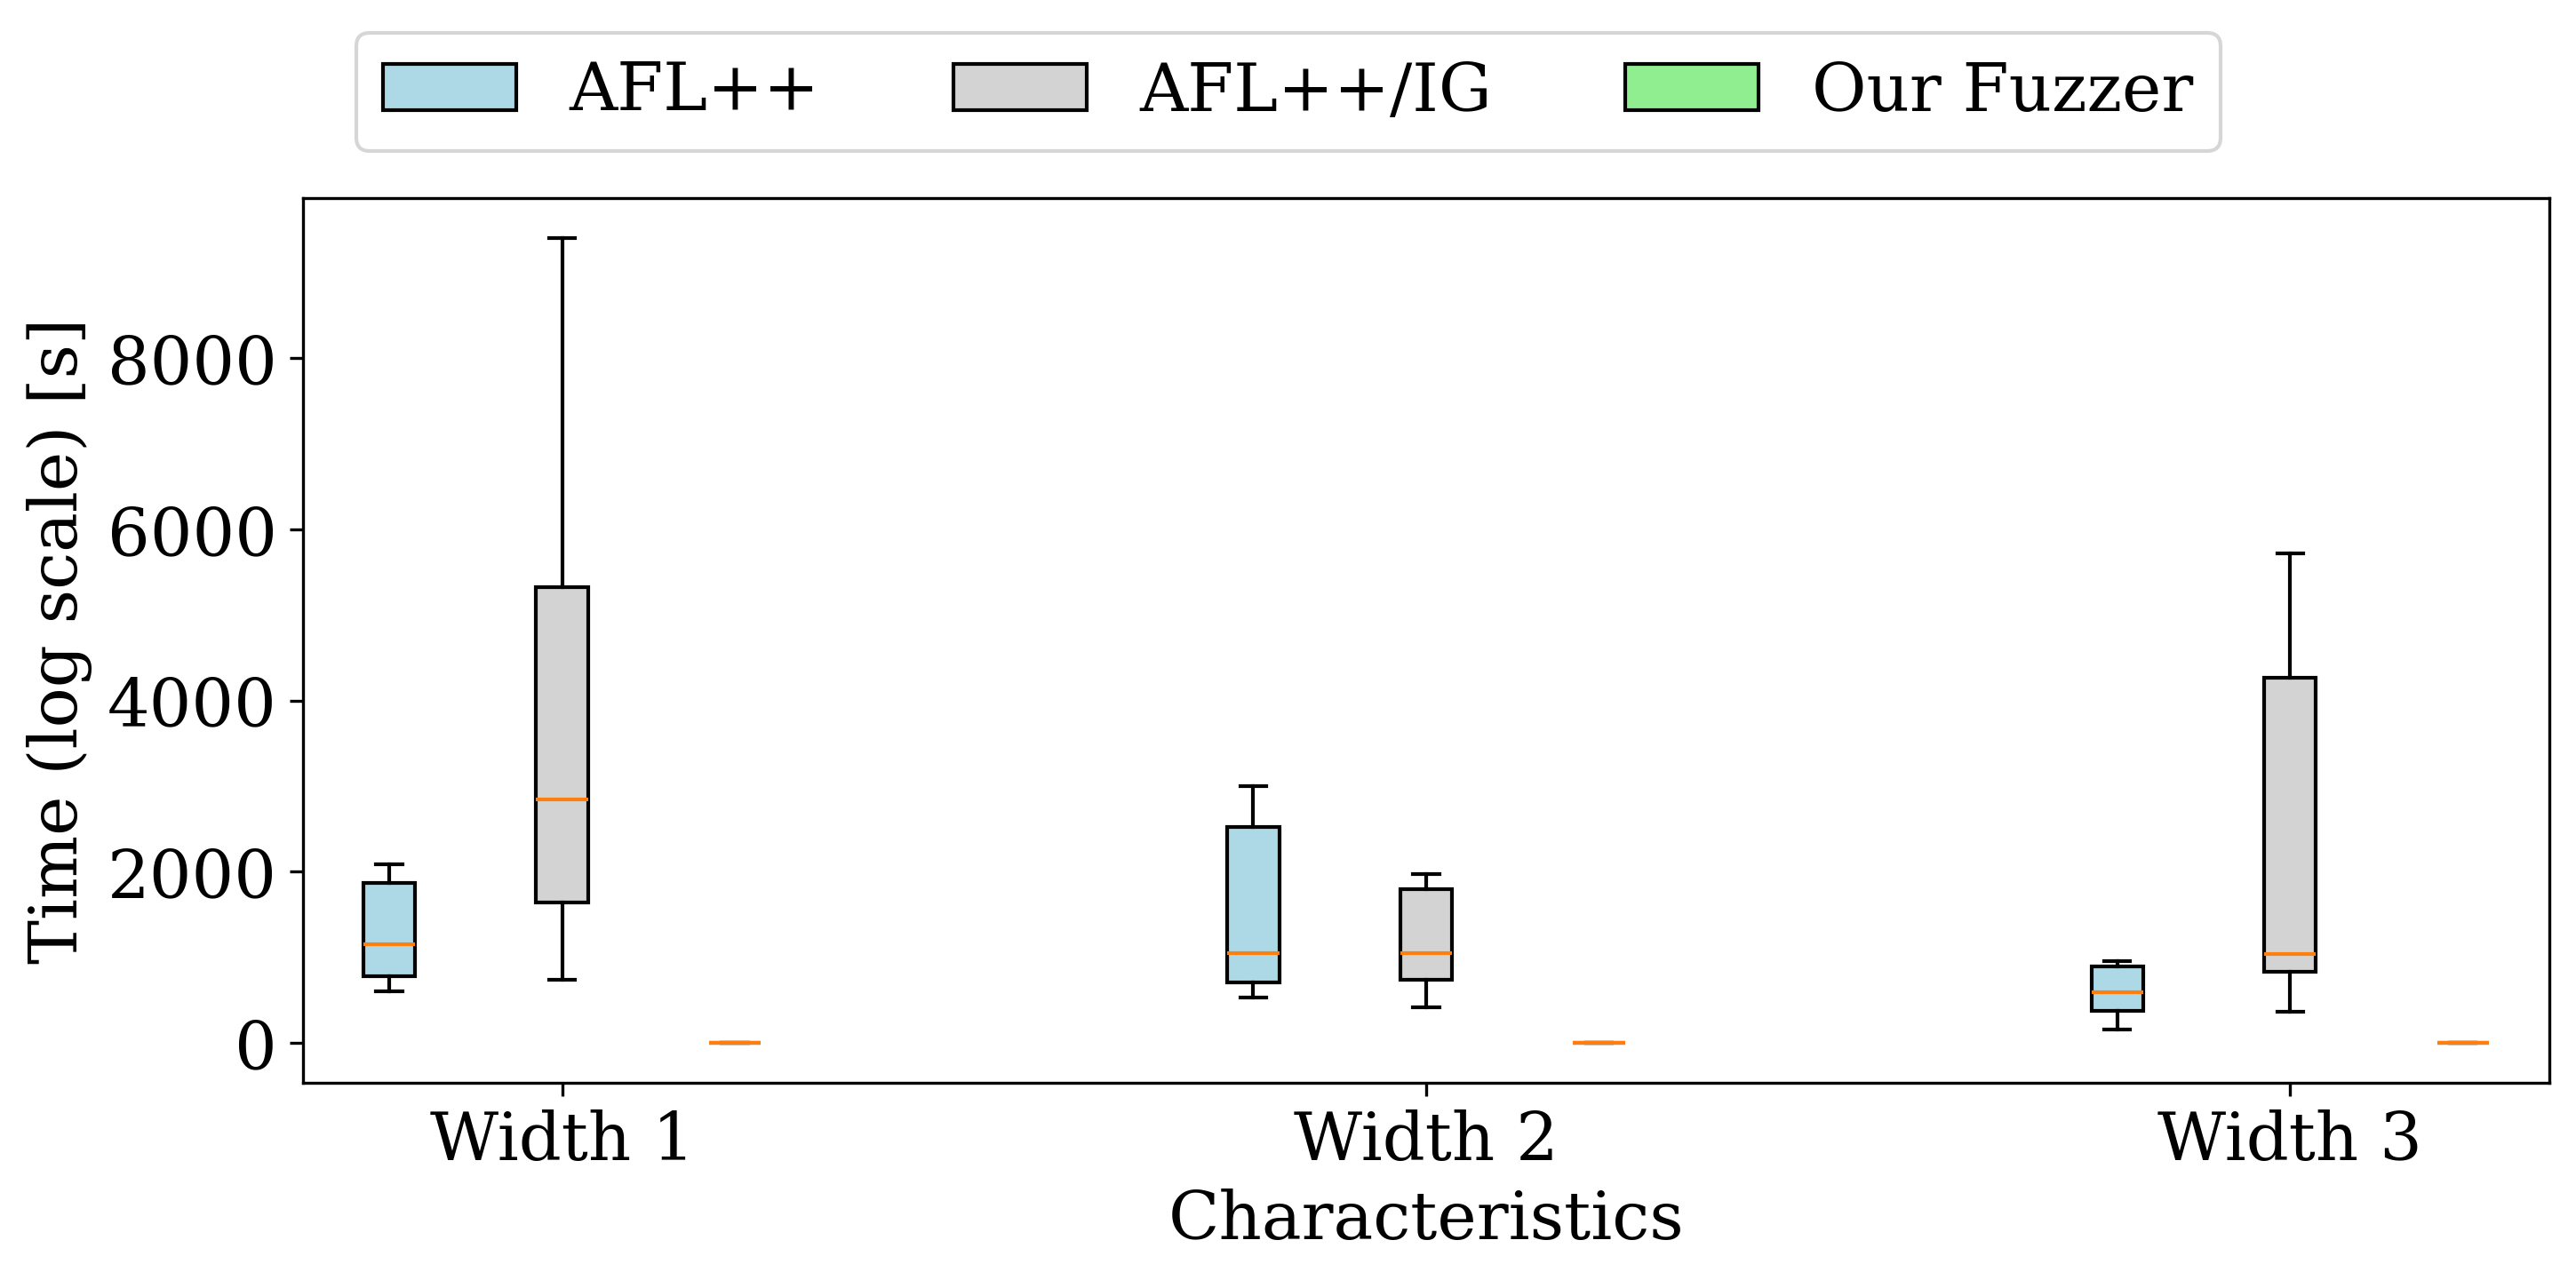 AFL++ AFL++/IG Our Fuzzer
Time (log scale) [s]
8000
6000
4000
2000
0
Width 1 Width 2 Width 3
Characteristics